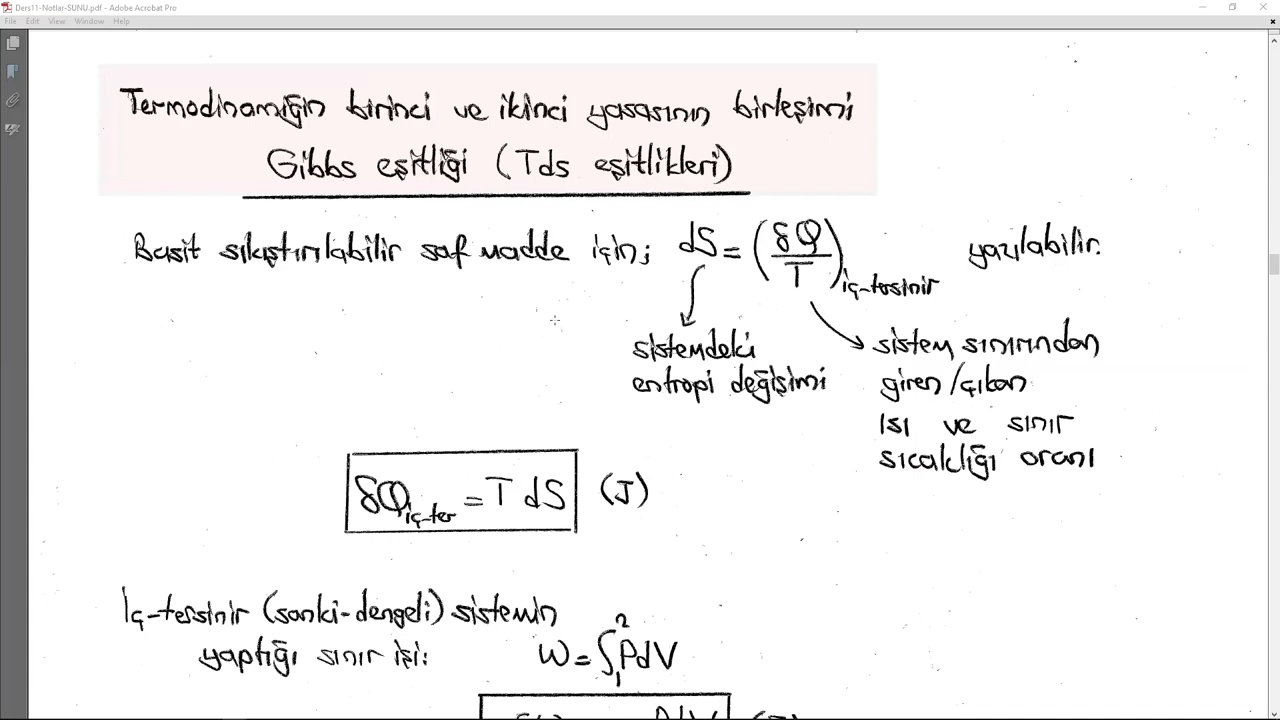 Ders11-Notlar-SUNU.pdf - Adobe Acrobat Pro
File Edit View Window Help
Termodinamiğin birinci ve ikinci yasasının birleşimi
Gibbs eşitliği (Tds eşitlikleri)
Basit sıkıştırılabilir saf madde için; dS = (δQ/T)iç-tersinir yazılabilir.
sistemdeki
entropi değişimi
sistem sınırından
giren/çıkan
ısı ve sınır
sıcaklığı oranı
δQiç-ter = T dS (J)
İç-tersinir (sanki-dengeli) sistemin
yaptığı sınır işi: W = ∫₁² PdV